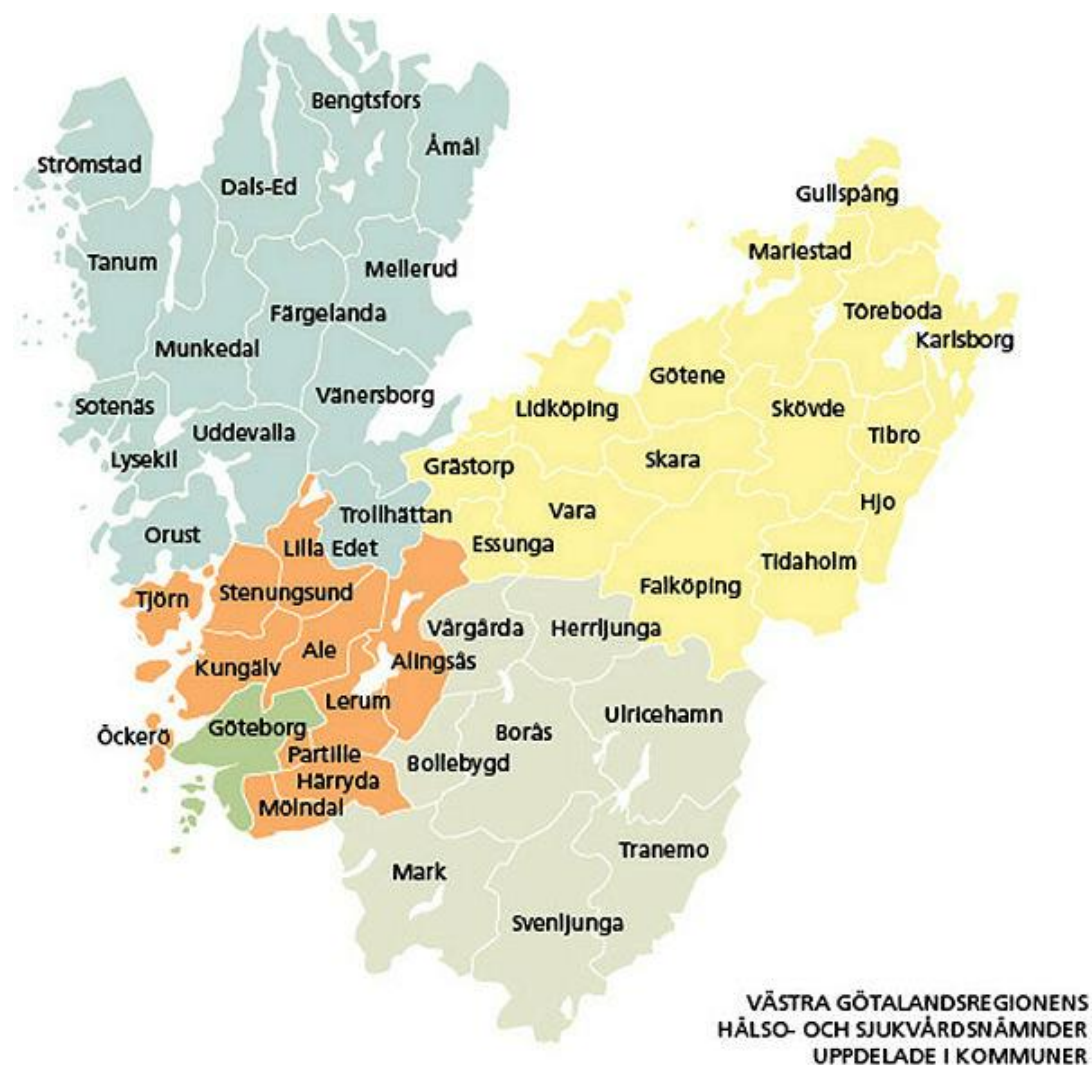 Bengtsfors
Åmål
Strömstad
Dals-Ed
Gullspång
Tanum
Mellerud
Mariestad
Färgelanda
Töreboda
Karlsborg
Munkedal
Götene
Vänersborg
Sotenäs
Lidköping
Skövde
Uddevalla
Tibro
Lysekil
Grästorp
Skara
Hjo
Vara
Trollhättan
Orust
Essunga
Lilla Edet
Tidaholm
Falköping
Tjörn
Stenungsund
Vårgårda
Herrljunga
Ale
Alingsås
Kungälv
Lerum
Ulricehamn
Öckerö
Göteborg
Borås
Partille
Bollebygd
Härryda
Mölndal
Tranemo
Mark
Svenljunga
VÄSTRA GÖTALANDSREGIONENS
HÄLSO- OCH SJUKVÅRDSNÄMNDER
UPPDELADE I KOMMUNER